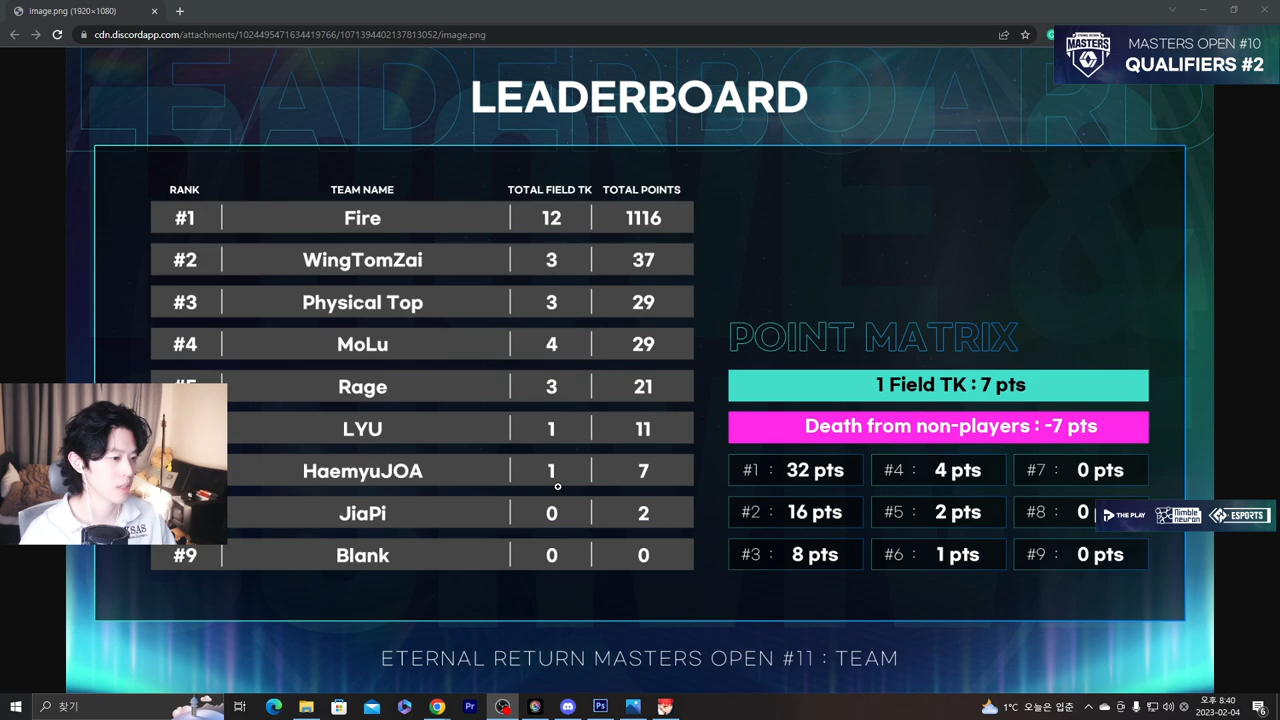 image.png (1920×1080)
cdn.discordapp.com/attachments/1024495471634419766/1071394402137813052/image.png
MASTERS
MASTERS OPEN #10
QUALIFIERS #2
LEADERBOARD
LEADERBOARD
RANK TEAM NAME TOTAL FIELD TK TOTAL POINTS
#1 Fire 12 1116
#2 WingTomZai 3 37
#3 Physical Top 3 29
#4 MoLu 4 29
Rage 3 21
LYU 1 11
HaemyuJOA 1 7
JiaPi 0 2
#9 Blank 0 0
POINT MATRIX
1 Field TK : 7 pts
Death from non-players : -7 pts
#1 : 32 pts #4 : 4 pts #7 : 0 pts
#2 : 16 pts #5 : 2 pts #8 : 0
#3 : 8 pts #6 : 1 pts #9 : 0 pts
THE PLAY nimble neuron ESPORTS
ETERNAL RETURN MASTERS OPEN #11 : TEAM
찾기
1°C 오늘은 입춘
오후 8:40
2023-02-04